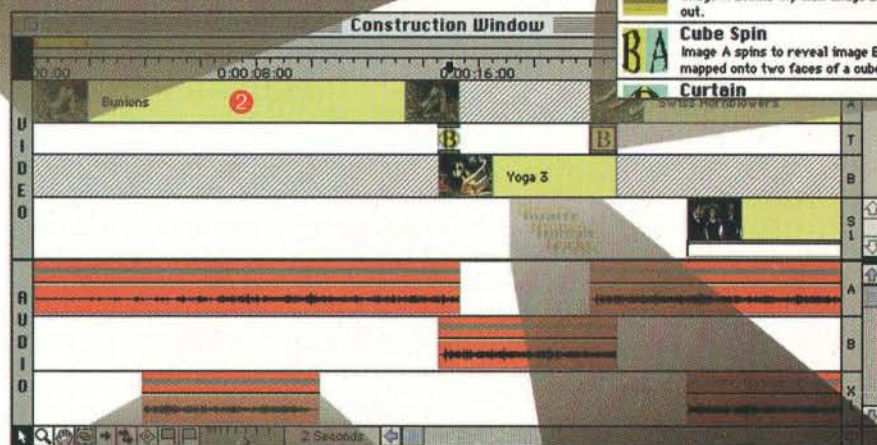 out.
Construction Window
Cube Spin
Image A spins to reveal image B
mapped onto two faces of a cube
B A
Curtain
00:00
0:00:08:00
0:00:16:00
Bunions
2
Swiss Hornblowers
A
V
I
D
E
O
B
B
T
Yoga 3
B
S
1
A
U
D
I
O
A
B
X
2 Seconds